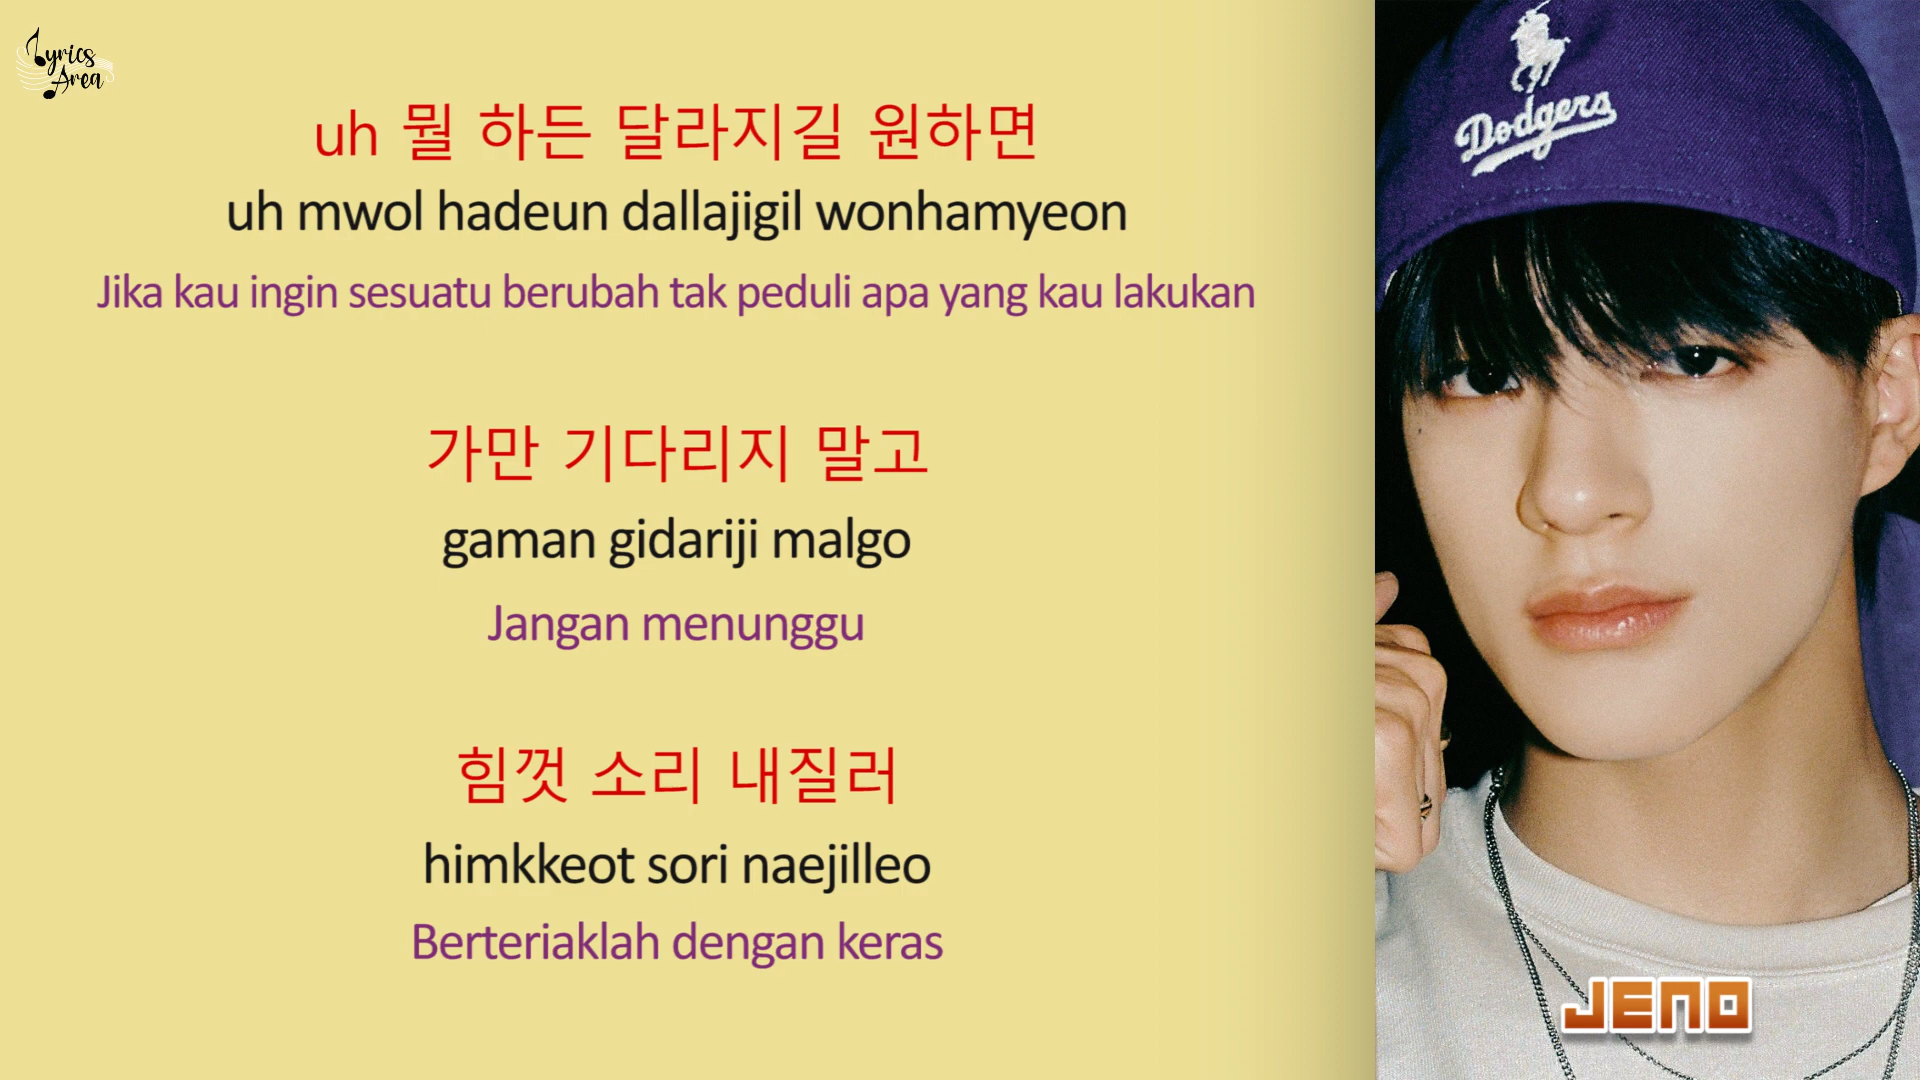 Lyrics
Area
uh 뭘 하든 달라지길 원하면
uh mwol hadeun dallajigil wonhamyeon
Jika kau ingin sesuatu berubah tak peduli apa yang kau lakukan
가만 기다리지 말고
gaman gidariji malgo
Jangan menunggu
힘껏 소리 내질러
himkkeot sori naejilleo
Berteriaklah dengan keras
Dodgers
JENO